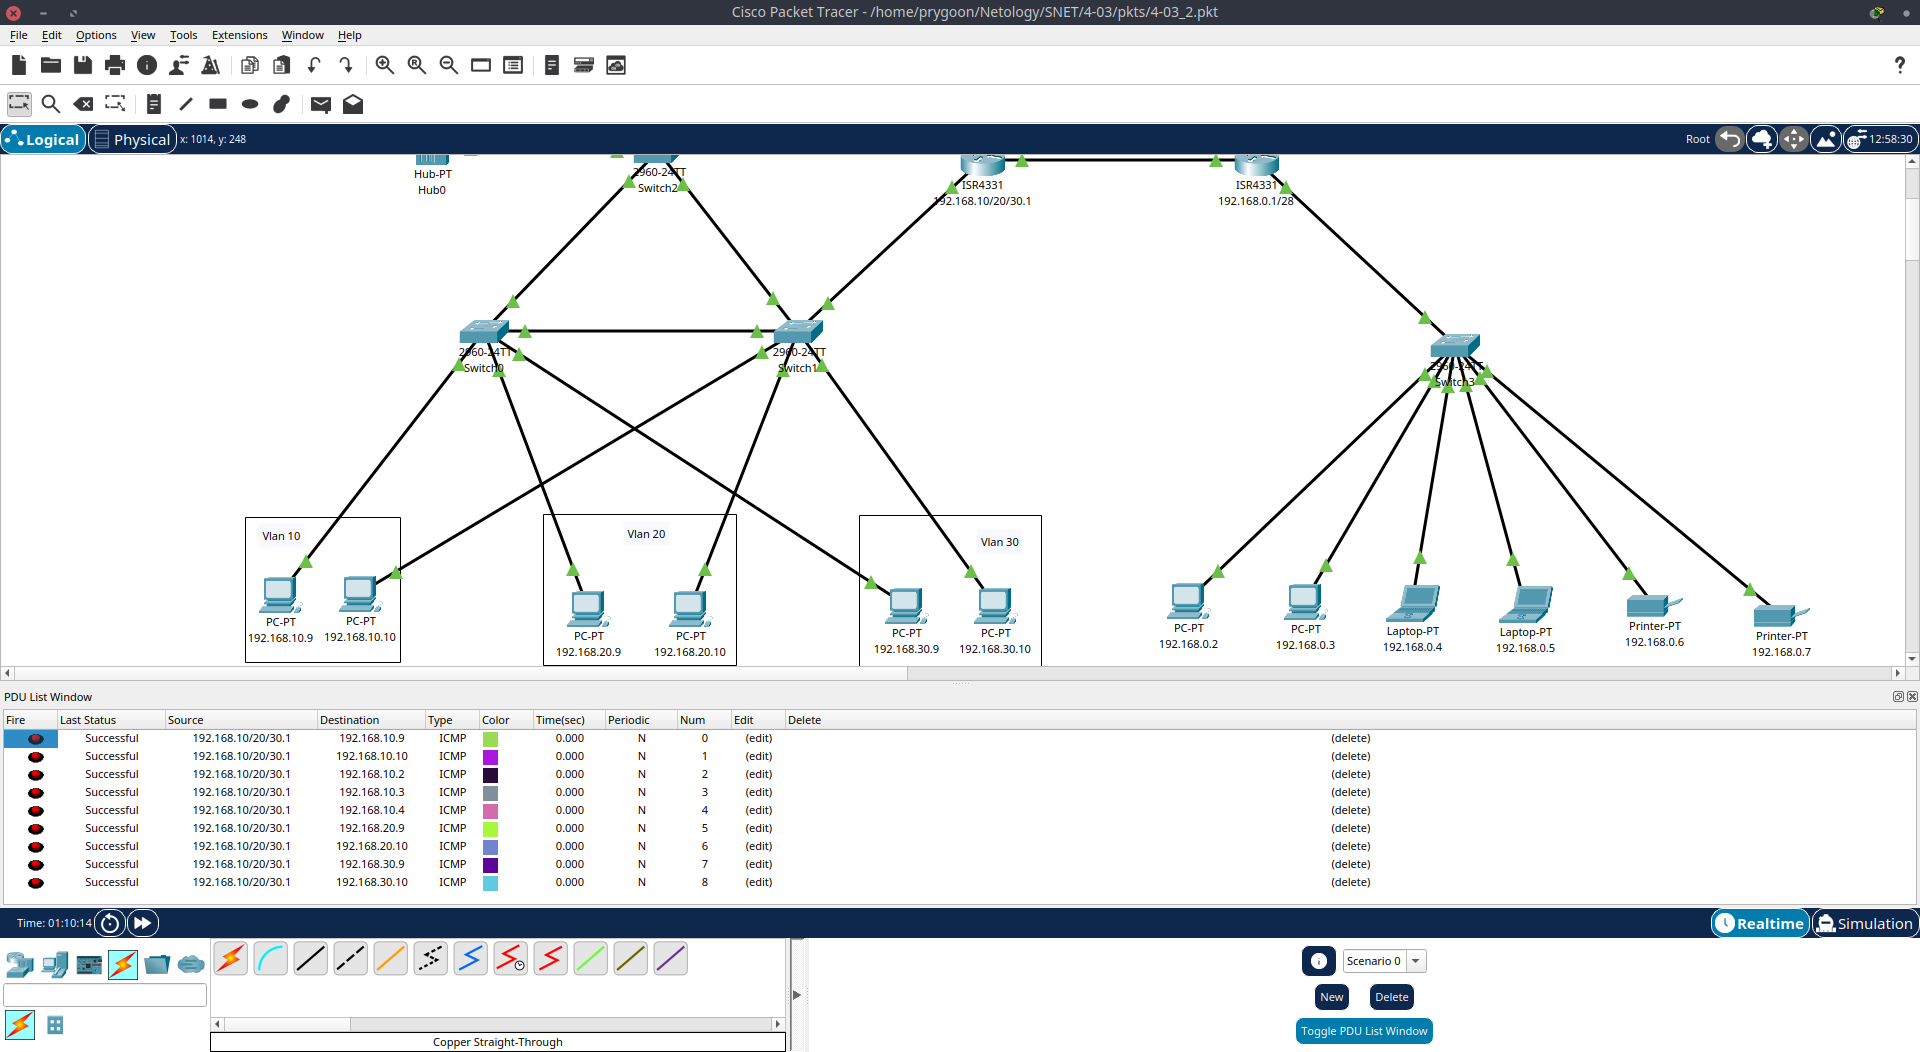 Cisco Packet Tracer - /home/prygoon/Netology/SNET/4-03/pkts/4-03_2.pkt
File Edit Options View Tools Extensions Window Help
Logical Physical x: 1014, y: 248 Root 12:58:30
Hub-PT
Hub0
2960-24TT
Switch2
ISR4331
192.168.10/20/30.1
ISR4331
192.168.0.1/28
2960-24TT
Switch0
2960-24TT
Switch1
2960-24TT
Switch3
Vlan 10
Vlan 20
Vlan 30
PC-PT
192.168.10.9
PC-PT
192.168.10.10
PC-PT
192.168.20.9
PC-PT
192.168.20.10
PC-PT
192.168.30.9
PC-PT
192.168.30.10
PC-PT
192.168.0.2
PC-PT
192.168.0.3
Laptop-PT
192.168.0.4
Laptop-PT
192.168.0.5
Printer-PT
192.168.0.6
Printer-PT
192.168.0.7
PDU List Window
Fire Last Status Source Destination Type Color Time(sec) Periodic Num Edit Delete
Successful 192.168.10/20/30.1 192.168.10.9 ICMP 0.000 N 0 (edit) (delete)
Successful 192.168.10/20/30.1 192.168.10.10 ICMP 0.000 N 1 (edit) (delete)
Successful 192.168.10/20/30.1 192.168.10.2 ICMP 0.000 N 2 (edit) (delete)
Successful 192.168.10/20/30.1 192.168.10.3 ICMP 0.000 N 3 (edit) (delete)
Successful 192.168.10/20/30.1 192.168.10.4 ICMP 0.000 N 4 (edit) (delete)
Successful 192.168.10/20/30.1 192.168.20.9 ICMP 0.000 N 5 (edit) (delete)
Successful 192.168.10/20/30.1 192.168.20.10 ICMP 0.000 N 6 (edit) (delete)
Successful 192.168.10/20/30.1 192.168.30.9 ICMP 0.000 N 7 (edit) (delete)
Successful 192.168.10/20/30.1 192.168.30.10 ICMP 0.000 N 8 (edit) (delete)
Time: 01:10:14 Realtime Simulation
Scenario 0
New Delete
Toggle PDU List Window
Copper Straight-Through